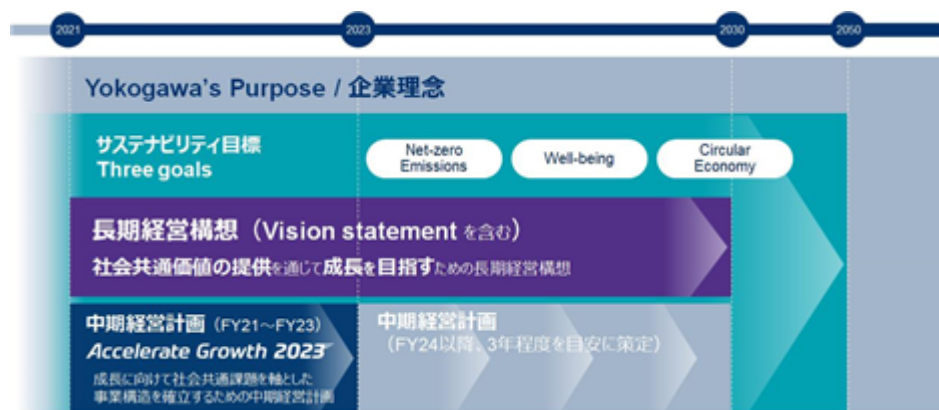 2021 2023 2030 2050
Yokogawa's Purpose / 企業理念
サステナビリティ目標
Three goals
Net-zero
Emissions
Well-being
Circular
Economy
長期経営構想（Vision statement を含む）
社会共通価値の提供を通じて成長を目指すための長期経営構想
中期経営計画（FY21～FY23）
Accelerate Growth 2023
成長に向けて社会共通課題を軸とした
事業構造を確立するための中期経営計画
中期経営計画
（FY24以降、3年程度を目安に策定）